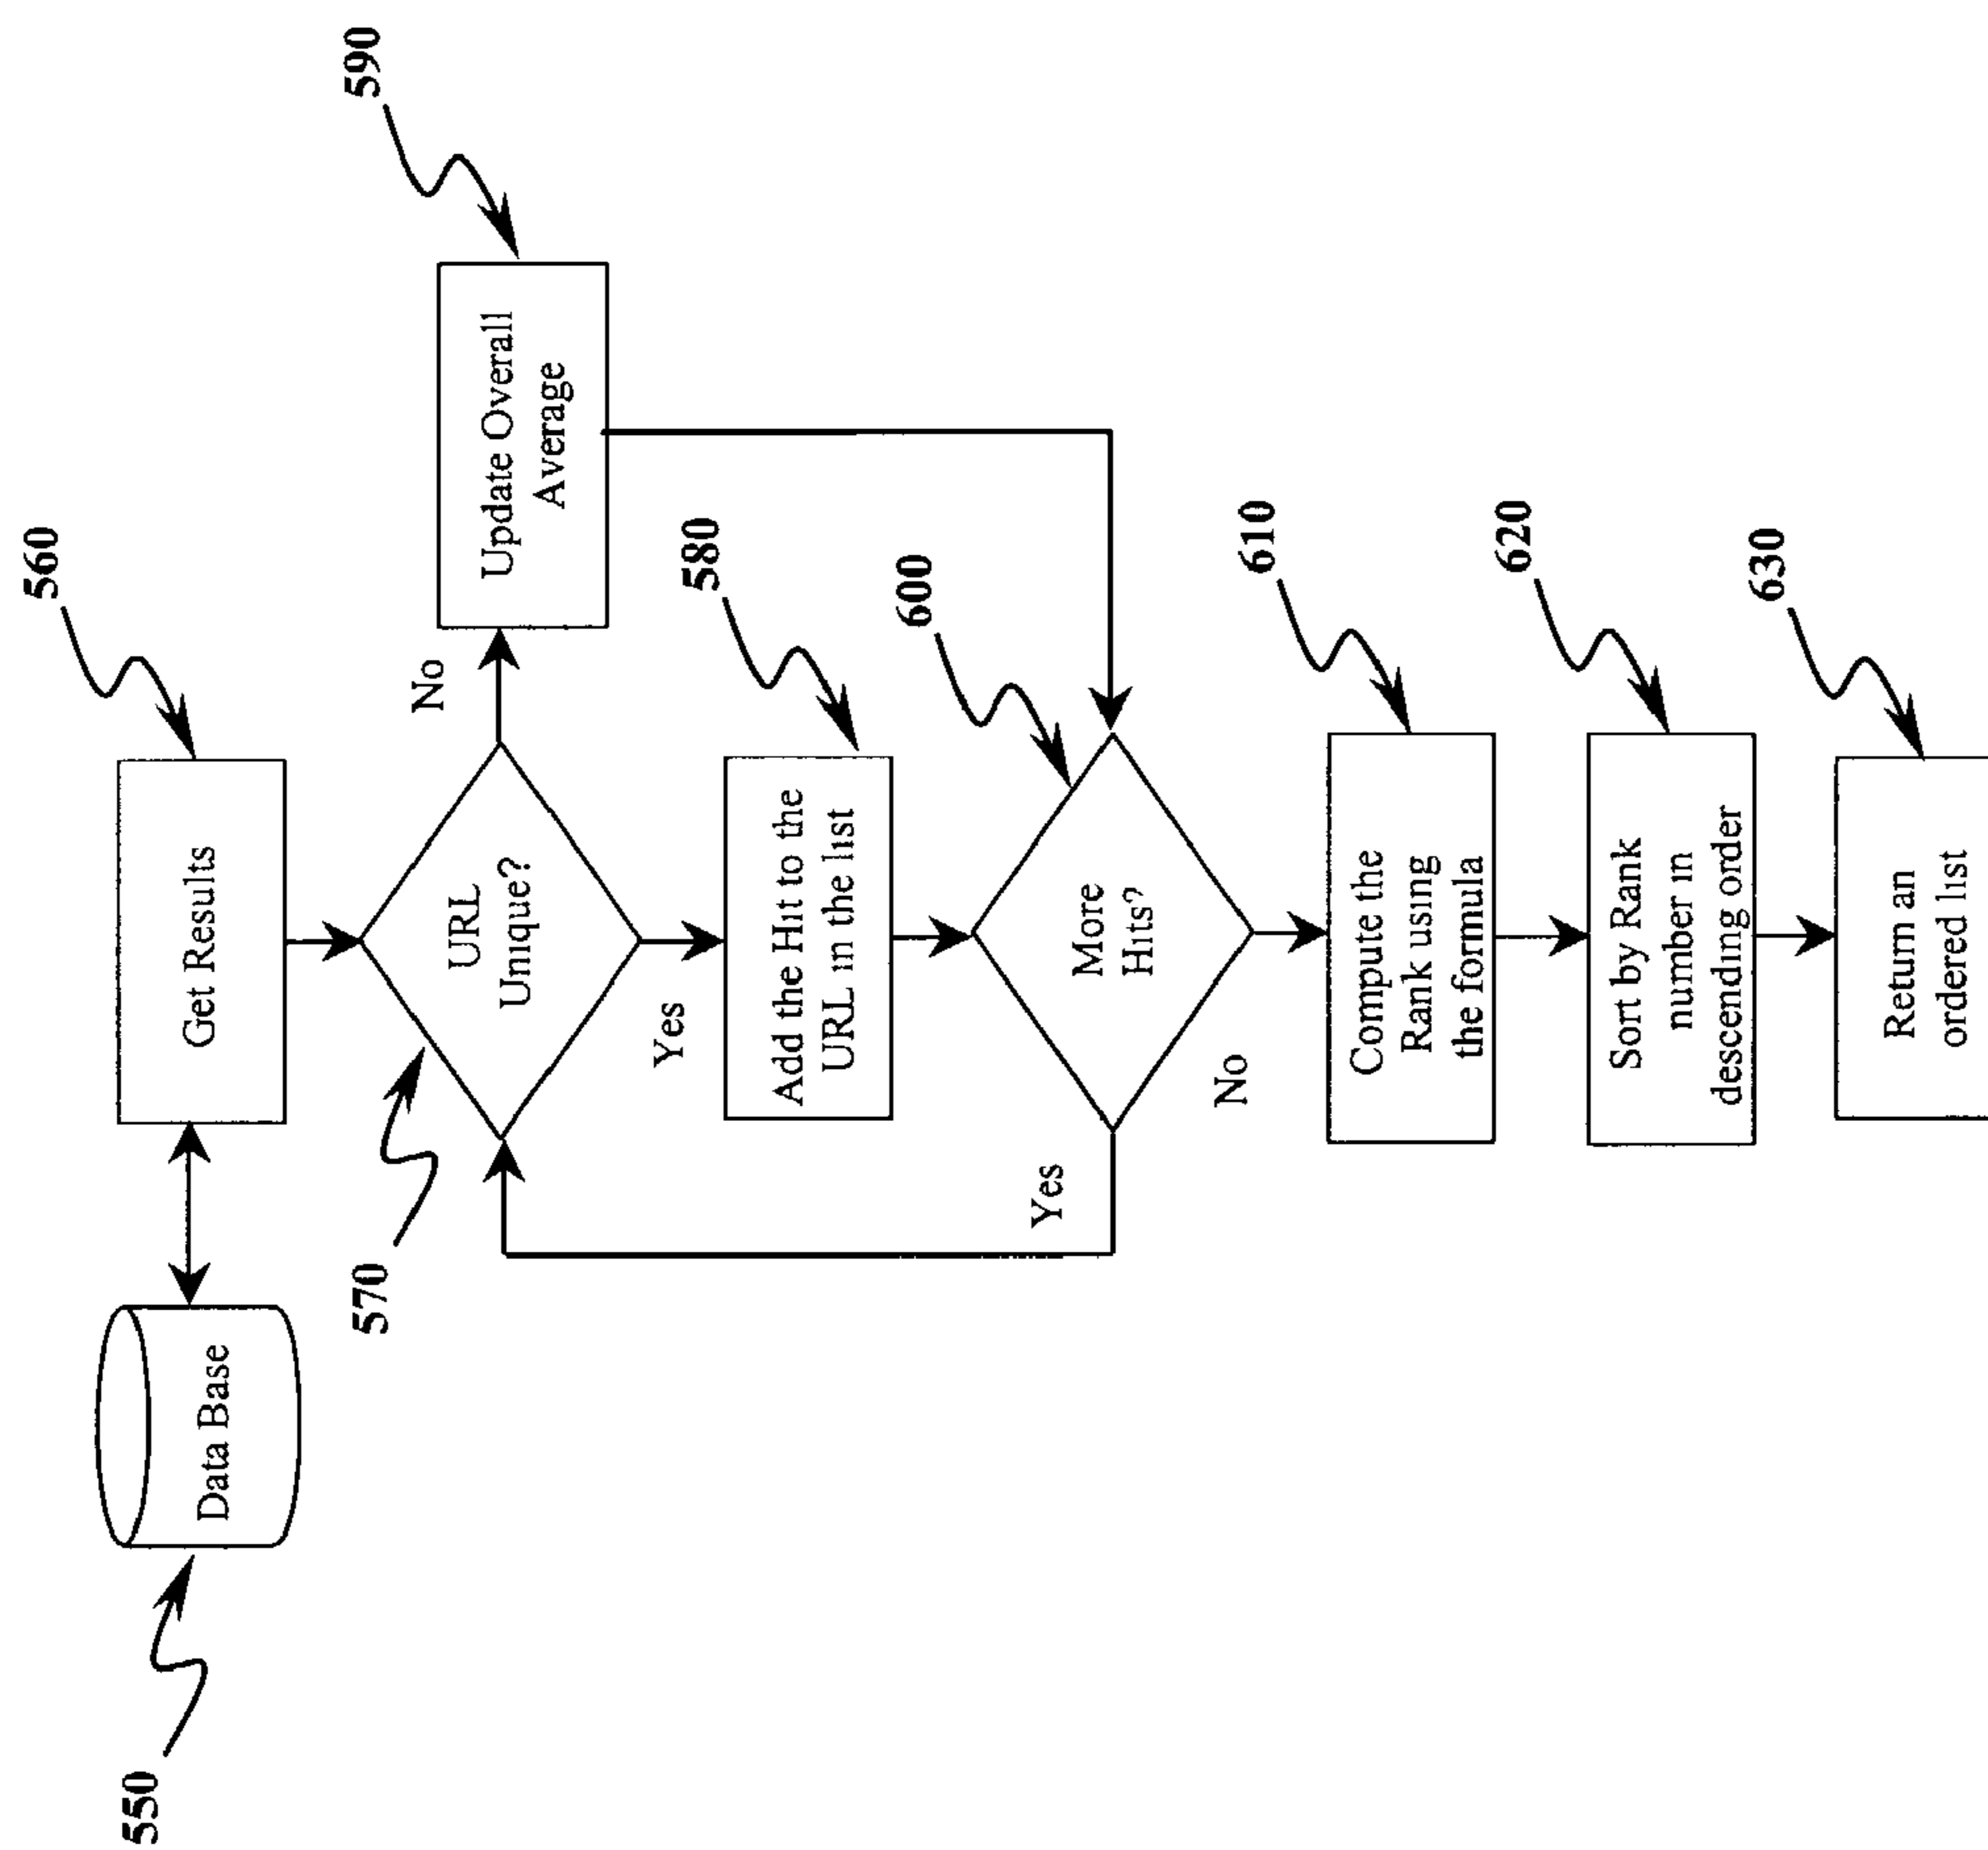 550
Data Base
560
Get Results
570
URL
Unique?
No
590
Update Overall
Average
Yes
580
Add the Hit to the
URL in the list
600
More
Hits?
Yes
No
610
Compute the
Rank using
the formula
620
Sort by Rank
number in
descending order
630
Return an
ordered list